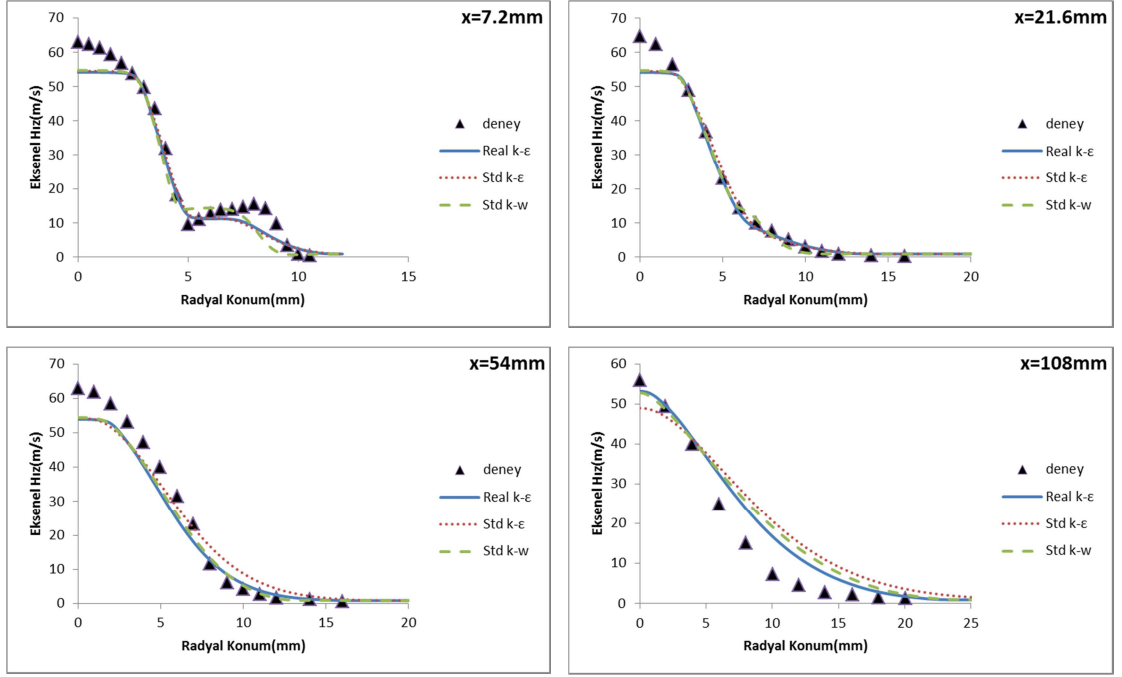 x=7.2mm
70
60
50
40
30
20
10
0
Eksenel Hız(m/s)
0 5 10 15
Radyal Konum(mm)
deney
Real k-ε
Std k-ε
Std k-w
x=21.6mm
70
60
50
40
30
20
10
0
Eksenel Hız(m/s)
0 5 10 15 20
Radyal Konum(mm)
deney
Real k-ε
Std k-ε
Std k-w
x=54mm
70
60
50
40
30
20
10
0
Eksenel Hız(m/s)
0 5 10 15 20
Radyal Konum(mm)
deney
Real k-ε
Std k-ε
Std k-w
x=108mm
60
50
40
30
20
10
0
Eksenel Hız(m/s)
0 5 10 15 20 25
Radyal Konum(mm)
deney
Real k-ε
Std k-ε
Std k-w